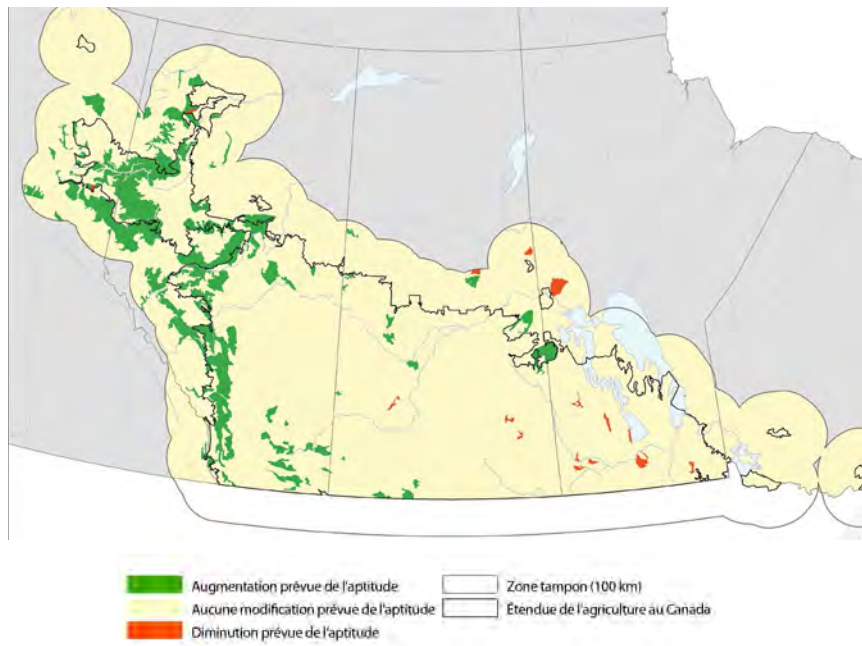 Augmentation prévue de l'aptitude
Zone tampon (100 km)
Aucune modification prévue de l'aptitude
Étendue de l'agriculture au Canada
Diminution prévue de l'aptitude